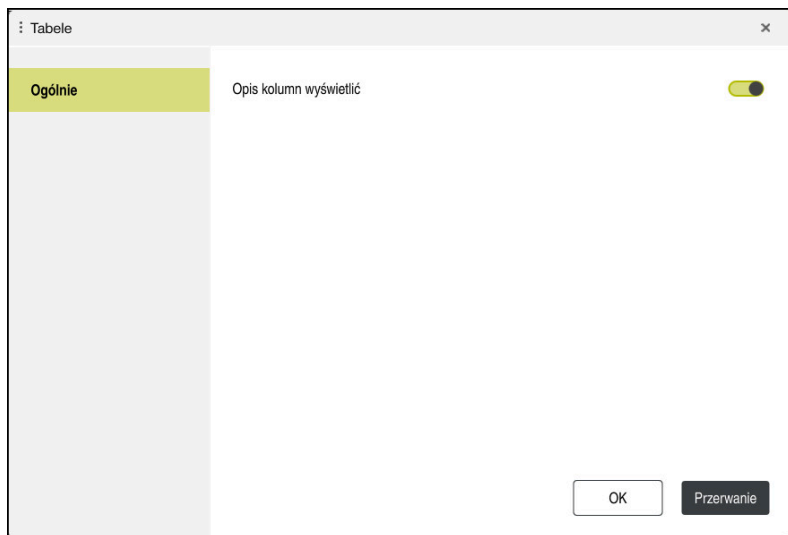 Tabele
Ogólnie
Opis kolumn wyświetlić
OK
Przerwanie